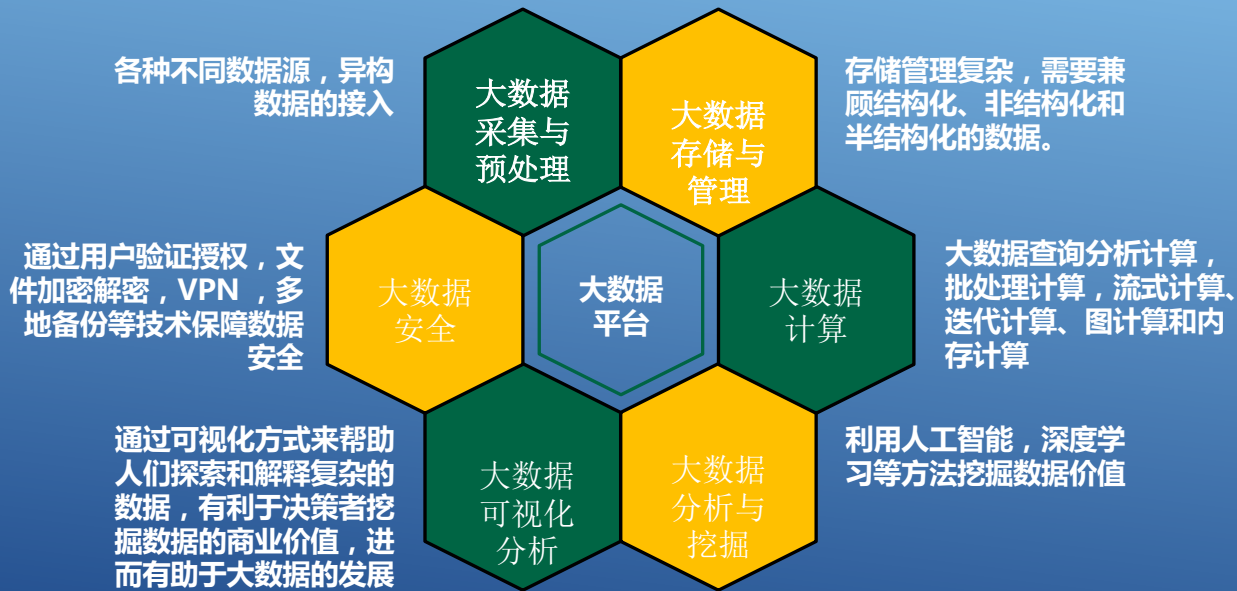 各种不同数据源，异构
数据的接入
大数据
采集与
预处理
大数据
存储与
管理
存储管理复杂，需要兼
顾结构化、非结构化和
半结构化的数据。
通过用户验证授权，文
件加密解密，VPN ，多
地备份等技术保障数据
安全
大数据
安全
大数据
平台
大数据
计算
大数据查询分析计算，
批处理计算，流式计算、
迭代计算、图计算和内
存计算
通过可视化方式来帮助
人们探索和解释复杂的
数据，有利于决策者挖
掘数据的商业价值，进
而有助于大数据的发展
大数据
可视化
分析
大数据
分析与
挖掘
利用人工智能，深度学
习等方法挖掘数据价值